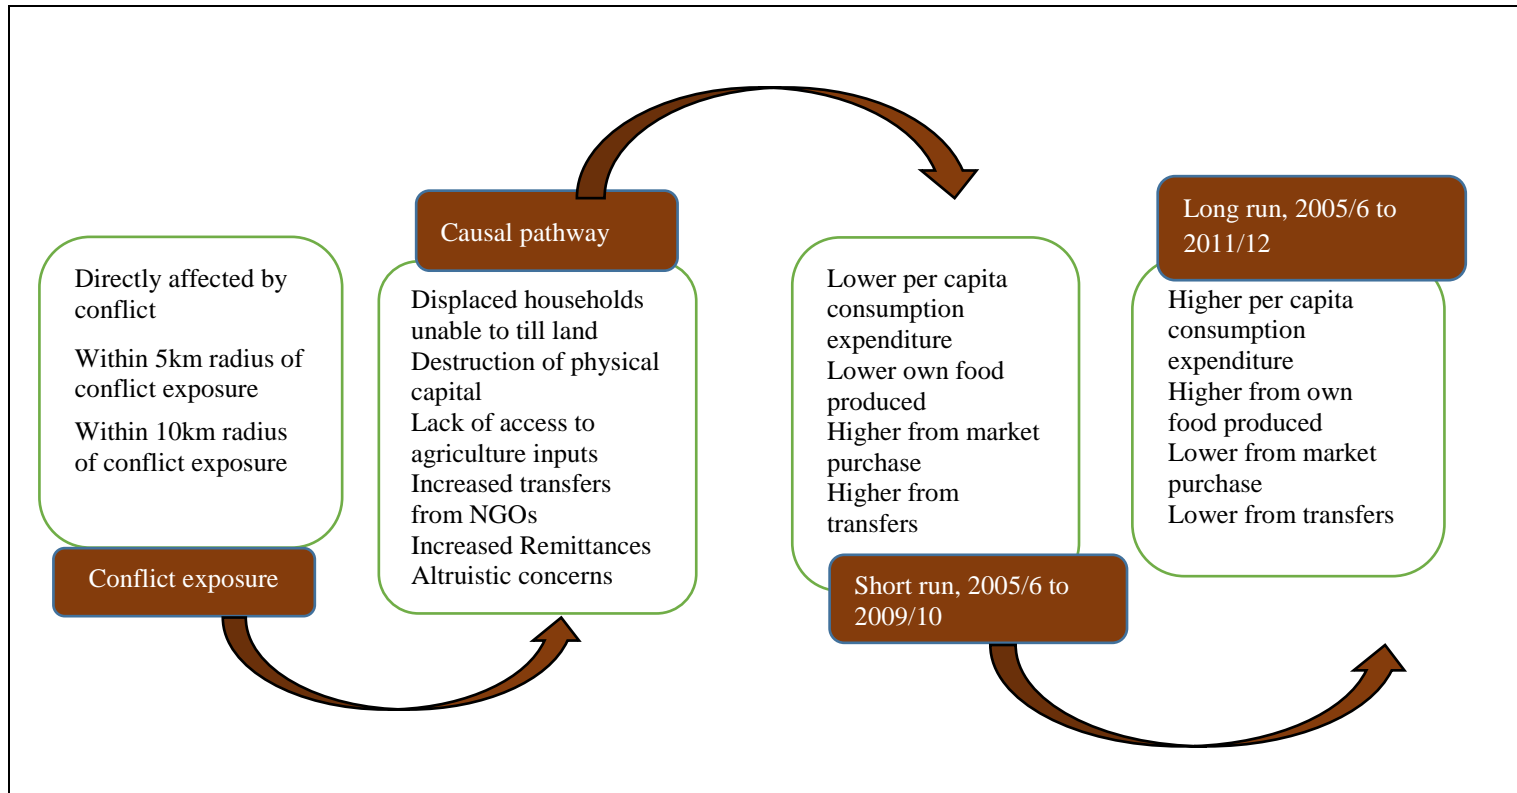 Directly affected by
conflict
Within 5km radius of
conflict exposure
Within 10km radius
of conflict exposure
Conflict exposure
Causal pathway
Displaced households
unable to till land
Destruction of physical
capital
Lack of access to
agriculture inputs
Increased transfers
from NGOs
Increased Remittances
Altruistic concerns
Lower per capita
consumption
expenditure
Lower own food
produced
Higher from market
purchase
Higher from
transfers
Short run, 2005/6 to
2009/10
Long run, 2005/6 to
2011/12
Higher per capita
consumption
expenditure
Higher from own
food produced
Lower from market
purchase
Lower from transfers